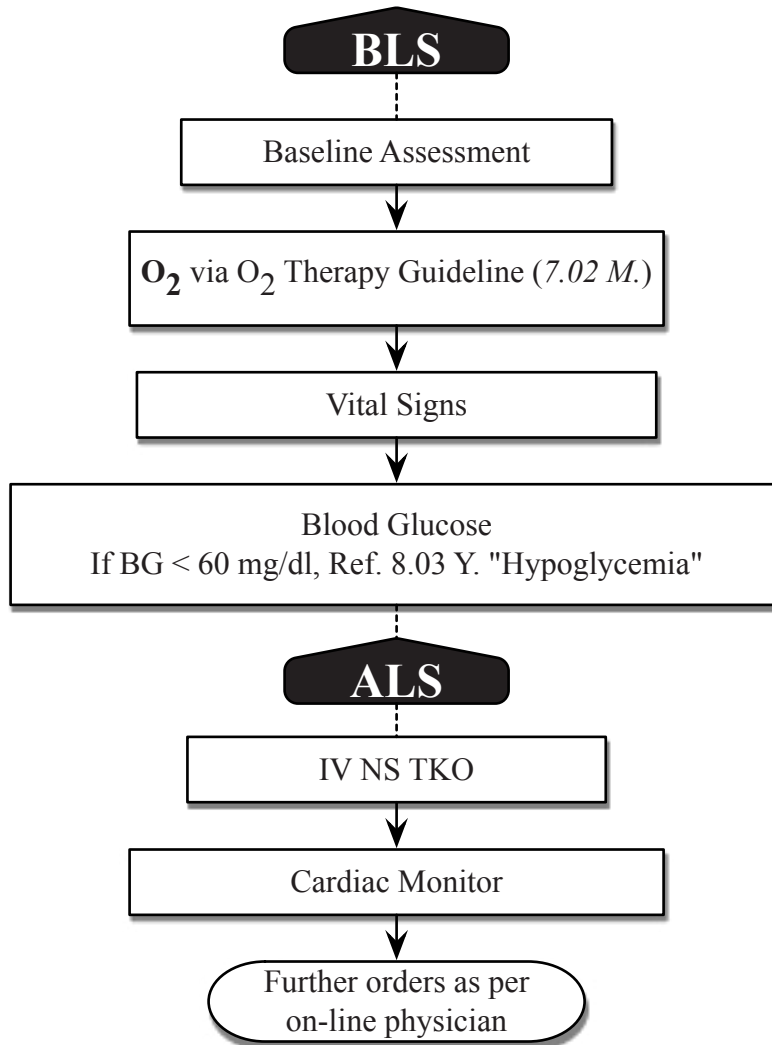 BLS
Baseline Assessment
O2 via O2 Therapy Guideline (7.02 M.)
Vital Signs
Blood Glucose
If BG < 60 mg/dl, Ref. 8.03 Y. "Hypoglycemia"
ALS
IV NS TKO
Cardiac Monitor
Further orders as per
on-line physician